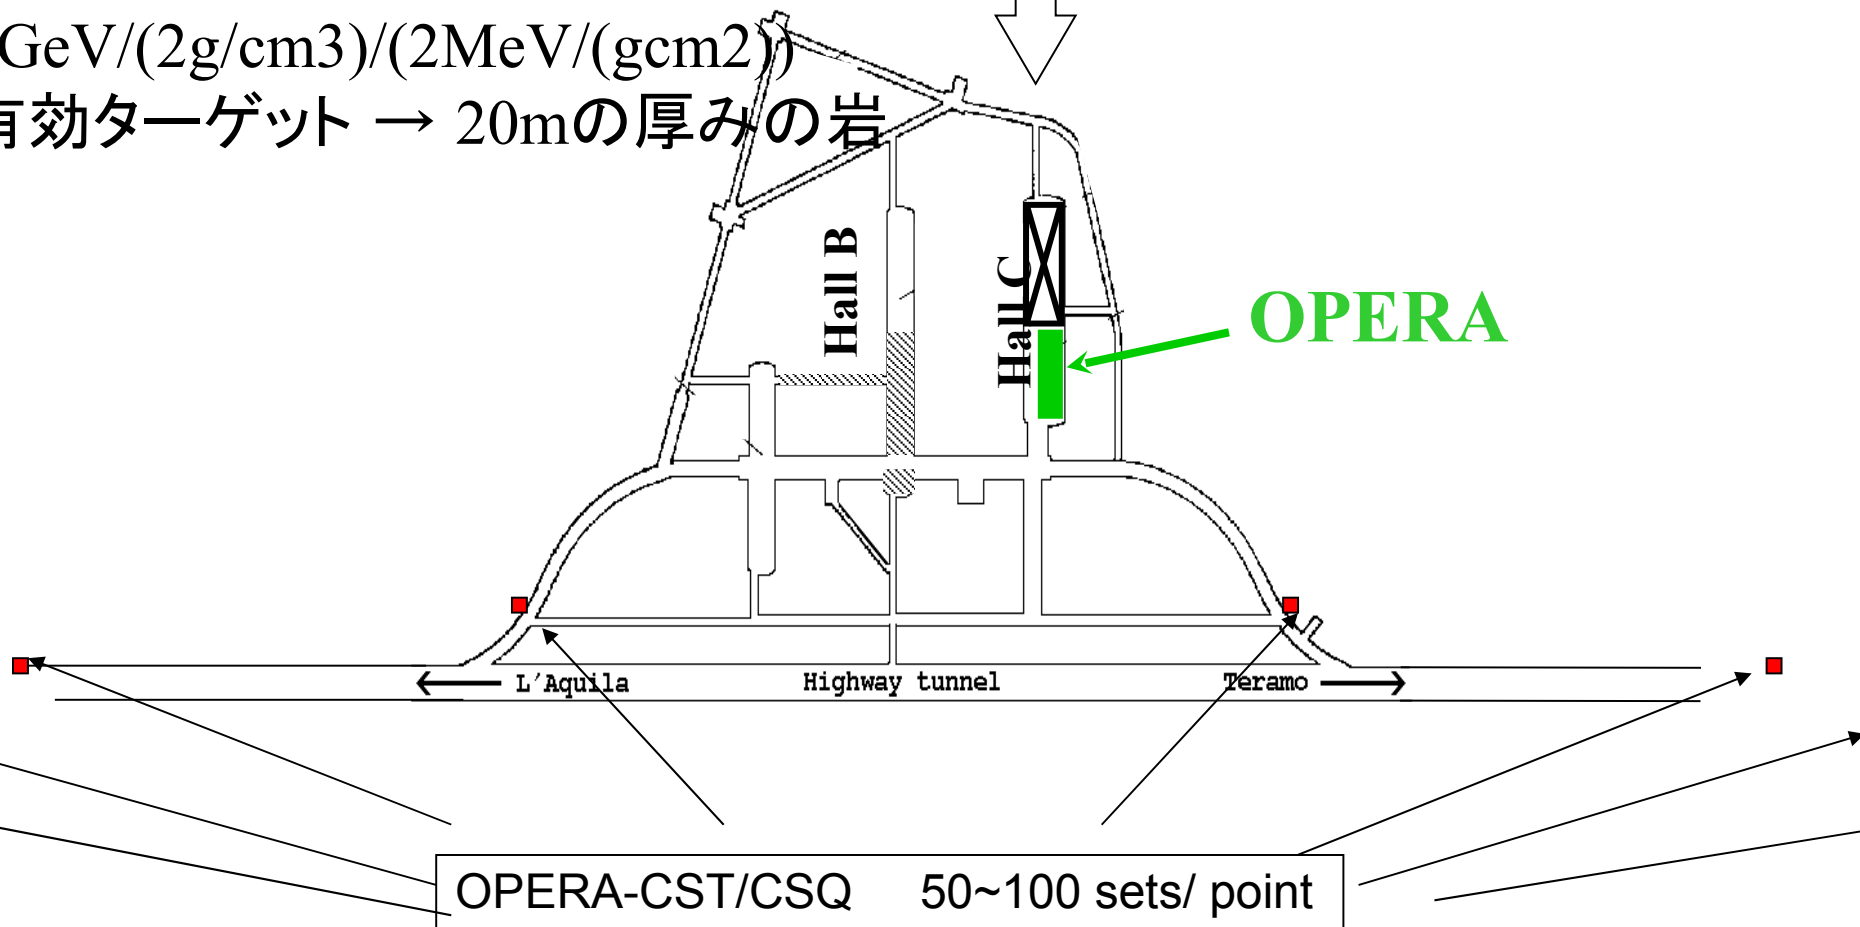 GeV/(2g/cm3)/(2MeV/(gcm2))
有効ターゲット → 20mの厚みの岩
Hall B
Hall C
OPERA
L'Aquila
Highway tunnel
Teramo
OPERA-CST/CSQ 50~100 sets/ point